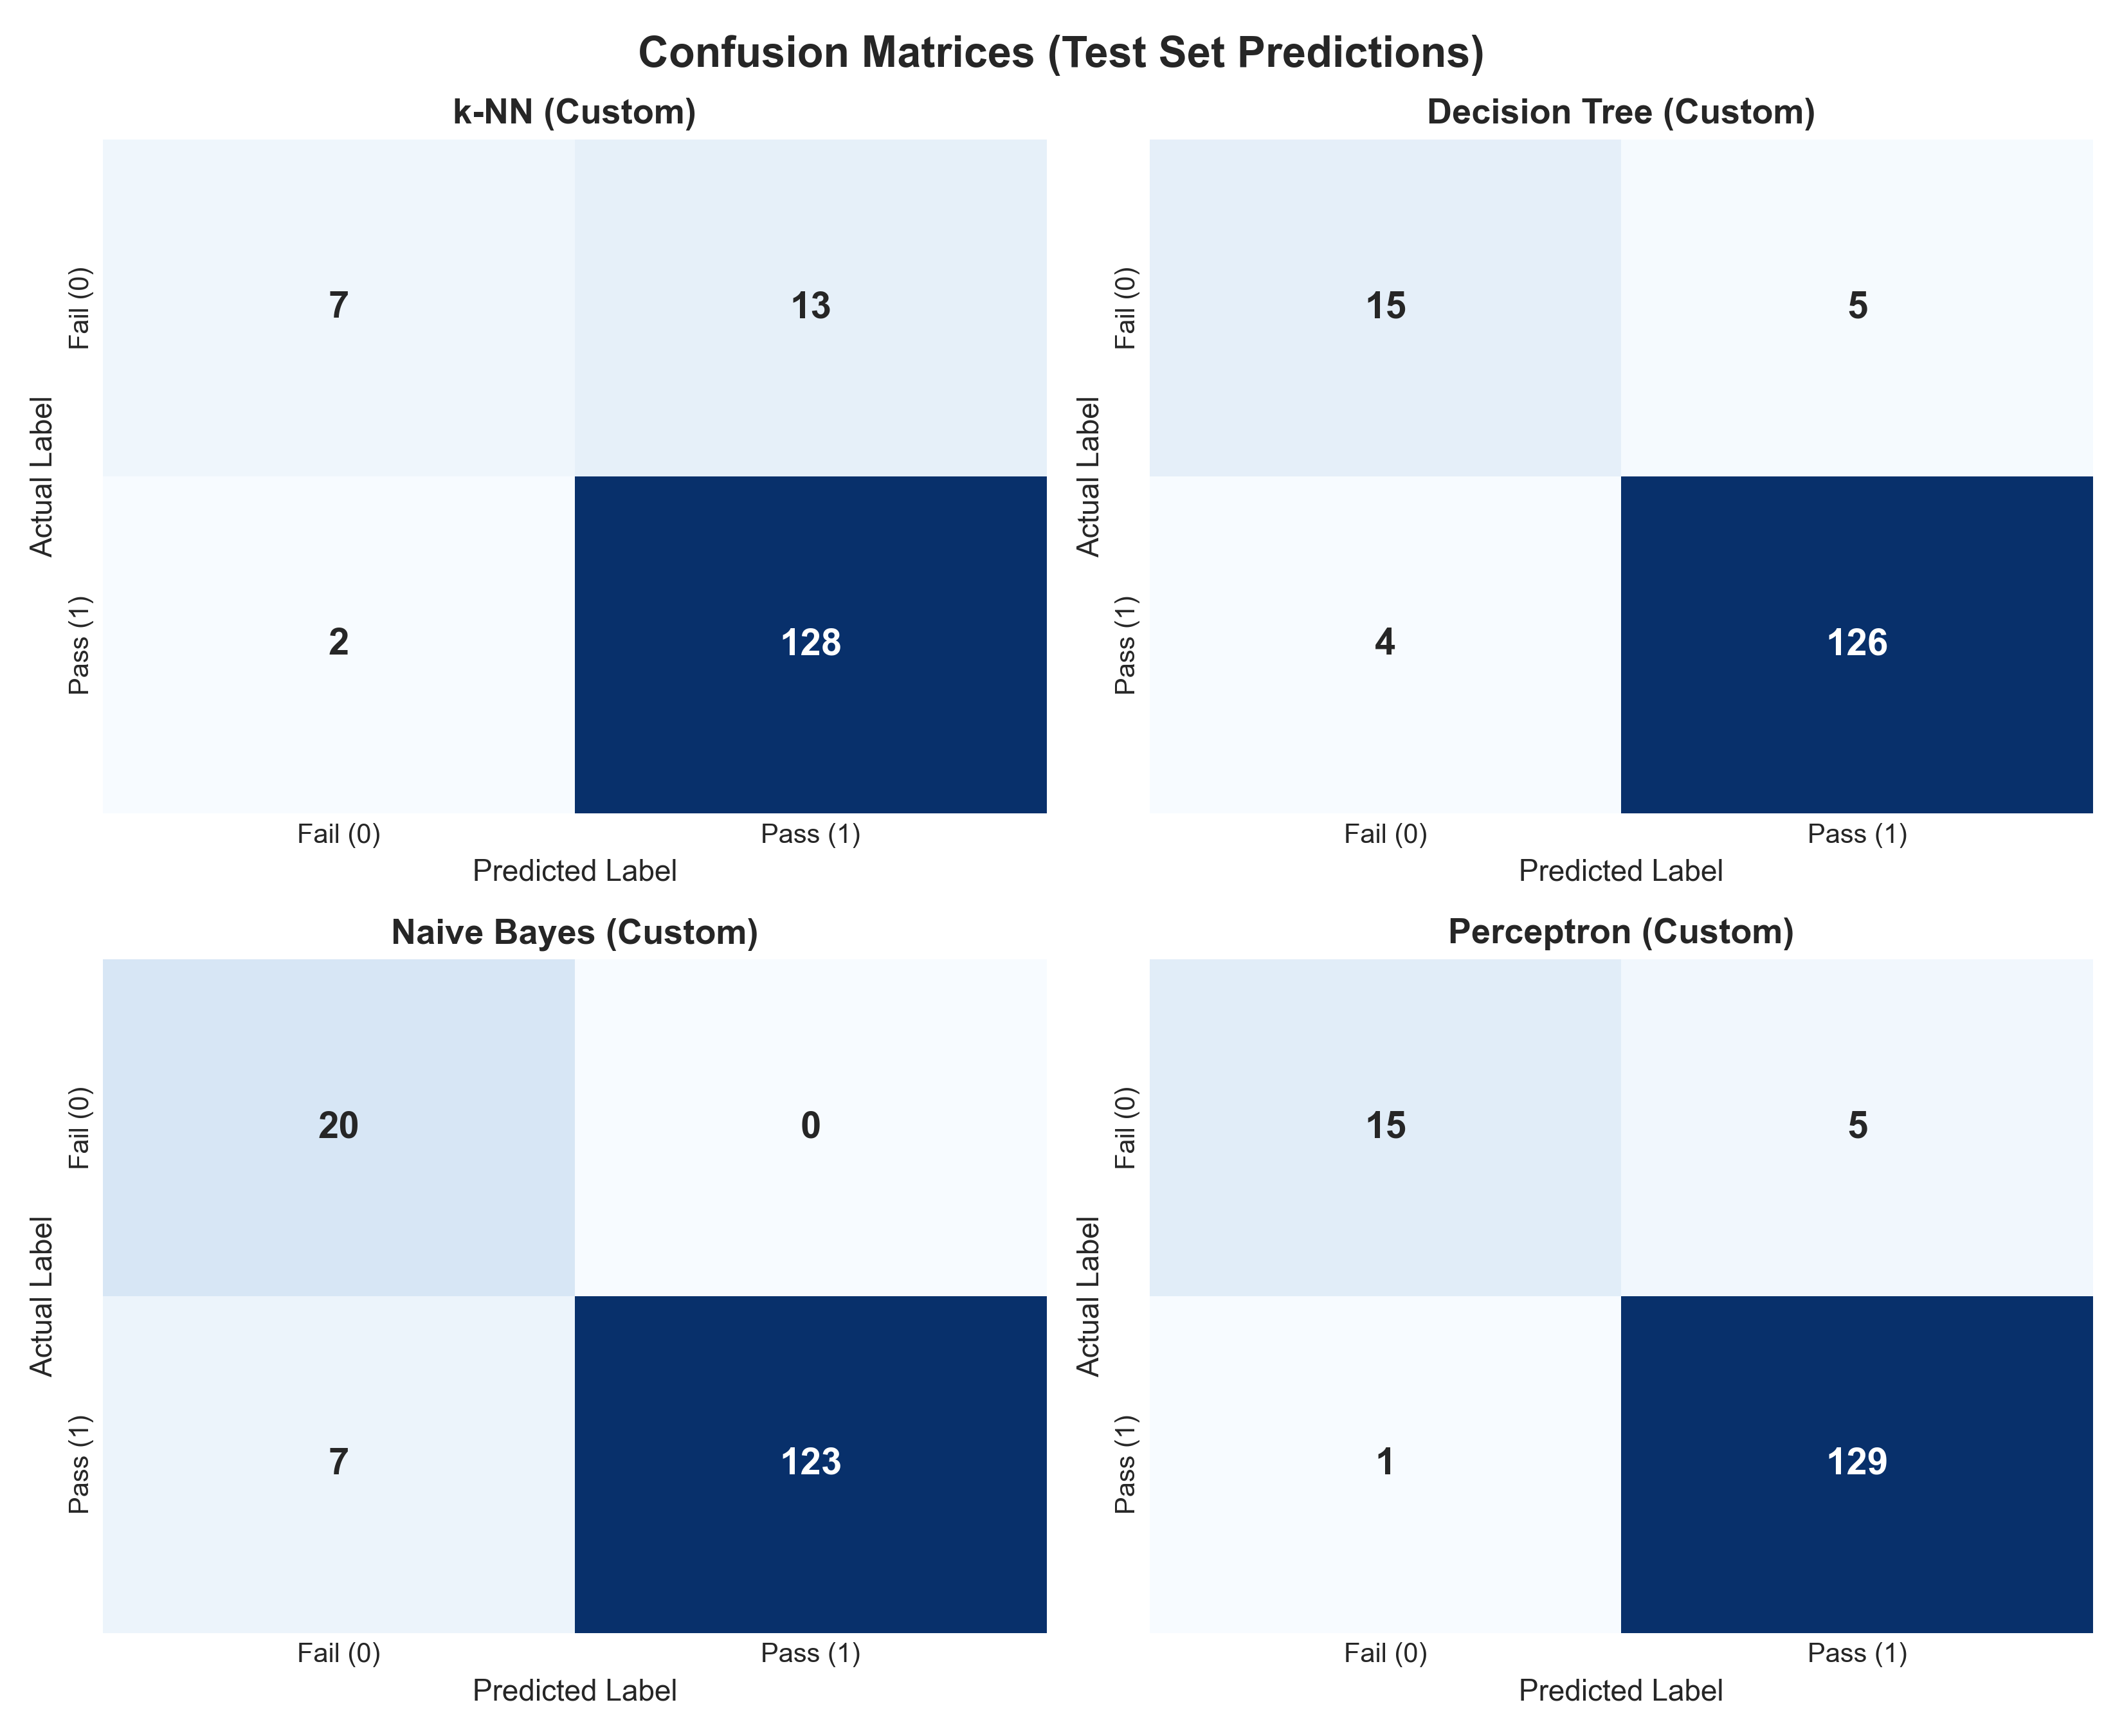 Confusion Matrices (Test Set Predictions)
k-NN (Custom)
Actual Label
Fail (0)
7
13
Pass (1)
2
128
Fail (0)
Pass (1)
Predicted Label
Decision Tree (Custom)
Actual Label
Fail (0)
15
5
Pass (1)
4
126
Fail (0)
Pass (1)
Predicted Label
Naive Bayes (Custom)
Actual Label
Fail (0)
20
0
Pass (1)
7
123
Fail (0)
Pass (1)
Predicted Label
Perceptron (Custom)
Actual Label
Fail (0)
15
5
Pass (1)
1
129
Fail (0)
Pass (1)
Predicted Label